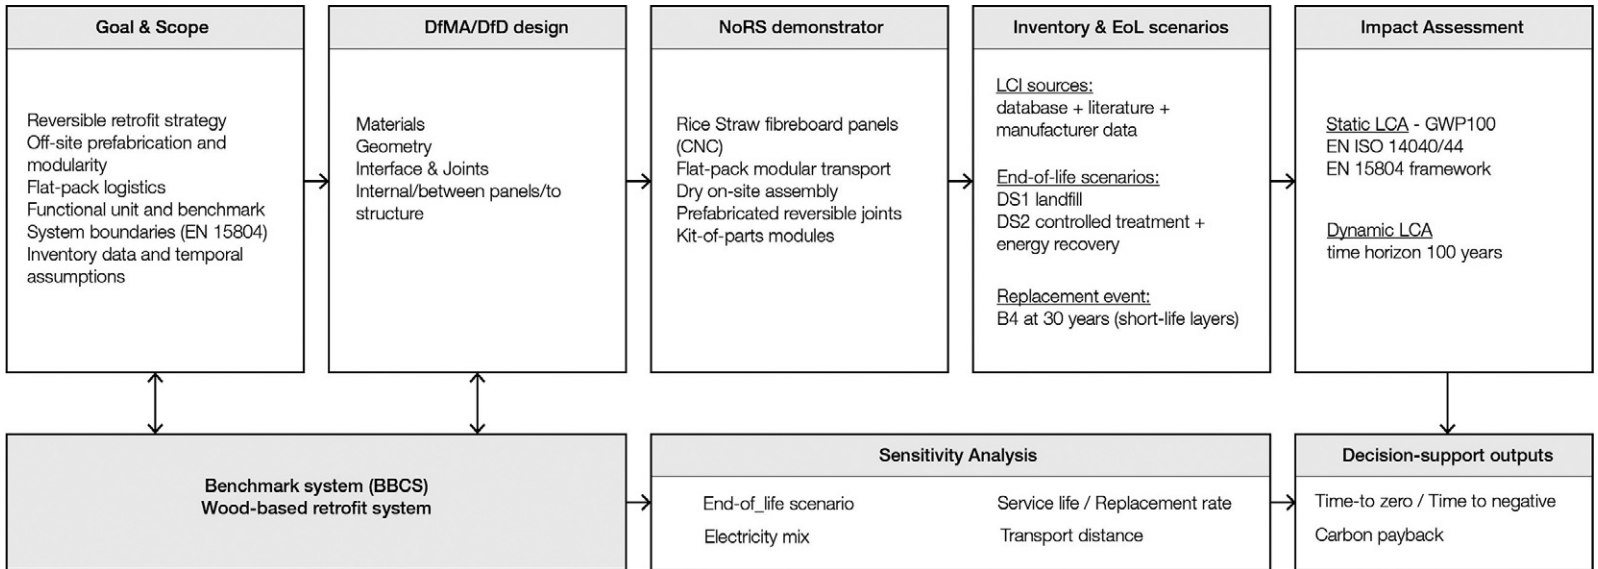 Goal & Scope
Reversible retrofit strategy
Off-site prefabrication and
modularity
Flat-pack logistics
Functional unit and benchmark
System boundaries (EN 15804)
Inventory data and temporal
assumptions
DfMA/DfD design
Materials
Geometry
Interface & Joints
Internal/between panels/to
structure
NoRS demonstrator
Rice Straw fibreboard panels
(CNC)
Flat-pack modular transport
Dry on-site assembly
Prefabricated reversible joints
Kit-of-parts modules
Inventory & EoL scenarios
LCI sources:
database + literature +
manufacturer data
End-of-life scenarios:
DS1 landfill
DS2 controlled treatment +
energy recovery
Replacement event:
B4 at 30 years (short-life layers)
Impact Assessment
Static LCA - GWP100
EN ISO 14040/44
EN 15804 framework
Dynamic LCA
time horizon 100 years
Benchmark system (BBCS)
Wood-based retrofit system
Sensitivity Analysis
End-of_life scenario
Service life / Replacement rate
Electricity mix
Transport distance
Decision-support outputs
Time-to zero / Time to negative
Carbon payback